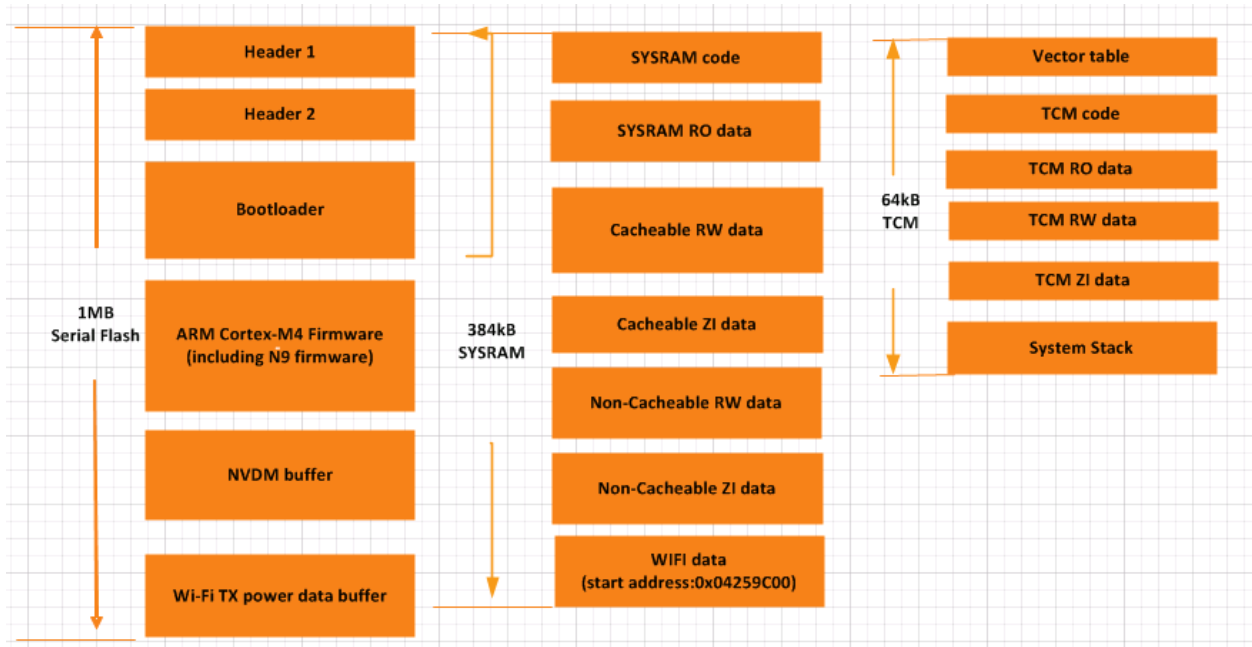 Header 1
Header 2
Bootloader
1MB
Serial Flash
ARM Cortex-M4 Firmware
(including N9 firmware)
NVDM buffer
Wi-Fi TX power data buffer
SYSRAM code
SYSRAM RO data
Cacheable RW data
384kB
SYSRAM
Cacheable ZI data
Non-Cacheable RW data
Non-Cacheable ZI data
WIFI data
(start address:0x04259C00)
Vector table
TCM code
TCM RO data
64kB
TCM
TCM RW data
TCM ZI data
System Stack